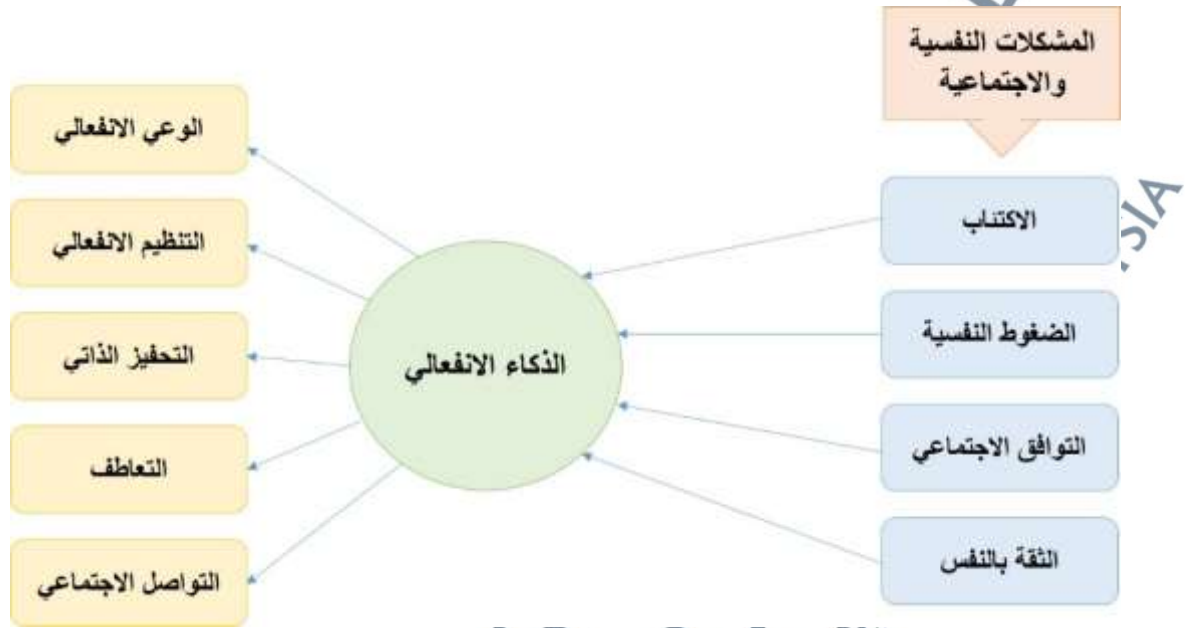 المشكلات النفسية
والاجتماعية
الاكتئاب
الضغوط النفسية
التوافق الاجتماعي
الثقة بالنفس
الذكاء الانفعالي
الوعي الانفعالي
التنظيم الانفعالي
التحفيز الذاتي
التعاطف
التواصل الاجتماعي